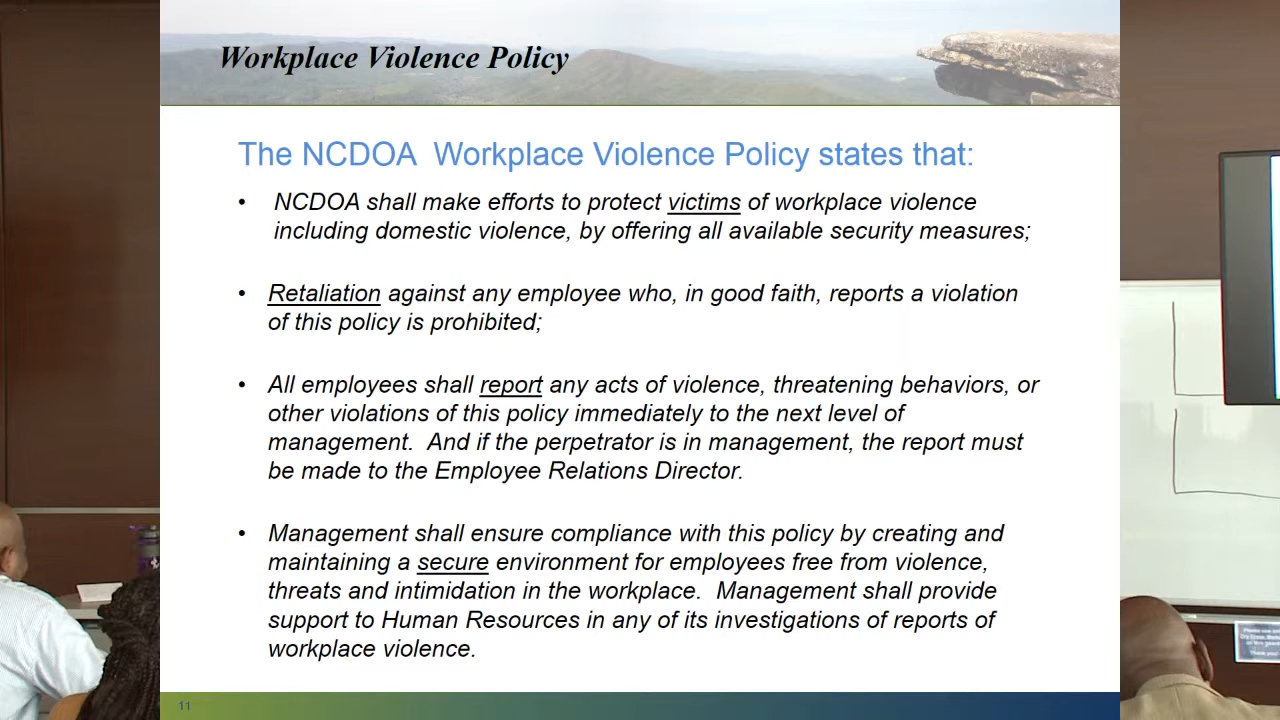 Workplace Violence Policy
The NCDOA Workplace Violence Policy states that:
• NCDOA shall make efforts to protect victims of workplace violence
including domestic violence, by offering all available security measures;
• Retaliation against any employee who, in good faith, reports a violation
of this policy is prohibited;
• All employees shall report any acts of violence, threatening behaviors, or
other violations of this policy immediately to the next level of
management. And if the perpetrator is in management, the report must
be made to the Employee Relations Director.
• Management shall ensure compliance with this policy by creating and
maintaining a secure environment for employees free from violence,
threats and intimidation in the workplace. Management shall provide
support to Human Resources in any of its investigations of reports of
workplace violence.
11